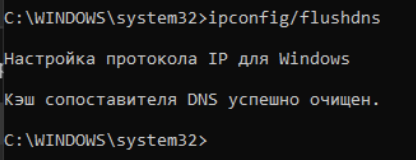 C:\WINDOWS\system32>ipconfig/flushdns
Настройка протокола IP для Windows
Кэш сопоставителя DNS успешно очищен.
C:\WINDOWS\system32>